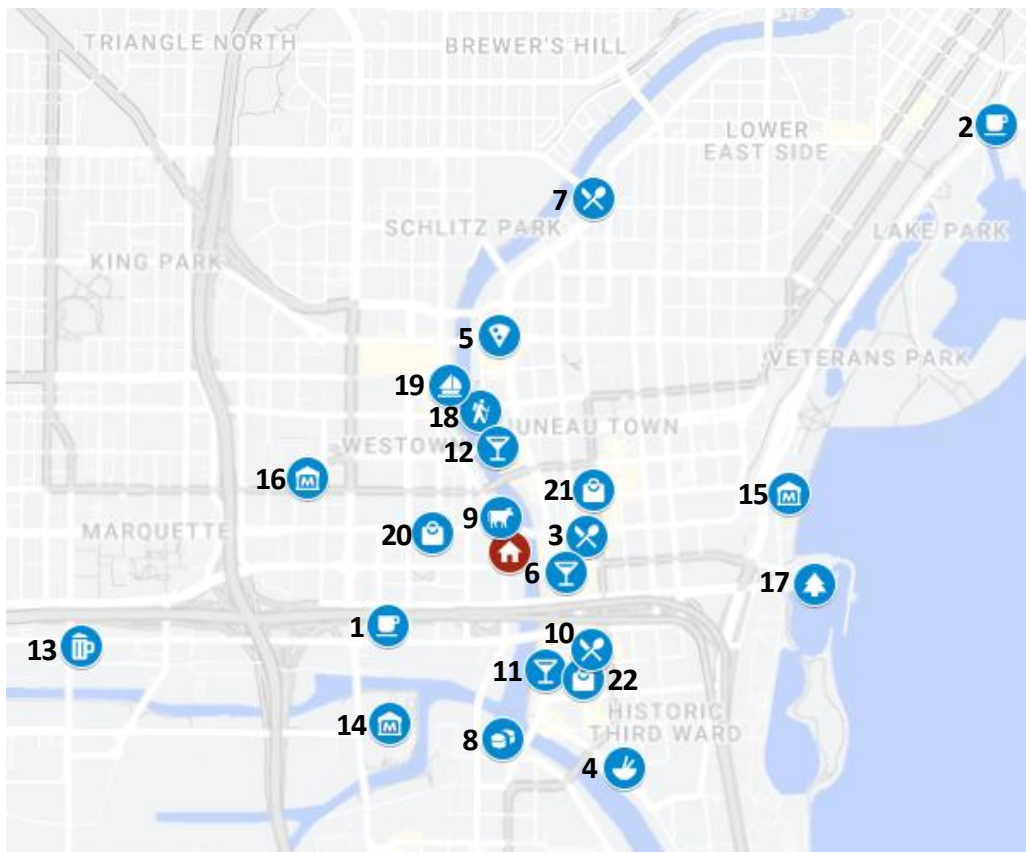 TRIANGLE NORTH
BREWER'S HILL
2
LOWER
EAST SIDE
7
SCHLITZ PARK
LAKE PARK
KING PARK
5
VETERANS PARK
19
18
JUNEAU TOWN
WESTOWN
12
16
21
15
9
MARQUETTE
20
3
6
17
1
10
13
11
22
HISTORIC
THIRD WARD
14
8
4